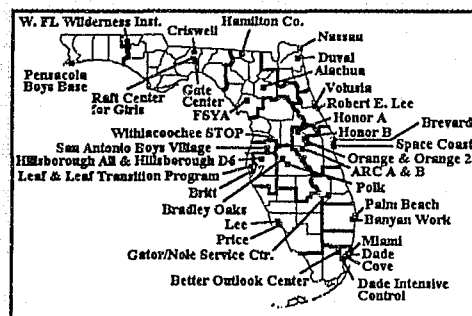 W. FL Wilderness Inst.
Criswell
Hamilton Co.
Nassau
Duval
Alachua
Pensacola
Boys Base
Raft Center
for Girls
Gate
Center
FSYA
Volusia
Robert E. Lee
Honor A
Honor B
Brevard
Withlacoochee STOP
San Antonio Boys Village
Hillsborough All & Hillsborough D6
Leaf & Leaf Transition Program
Space Coast
Orange & Orange 2
ARC A & B
Polk
Britt
Bradley Oaks
Lee
Price
Palm Beach
Banyan Work
Gator/Nole Service Ctr.
Miami
Dade
Cove
Better Outlook Center
Dade Intensive
Control